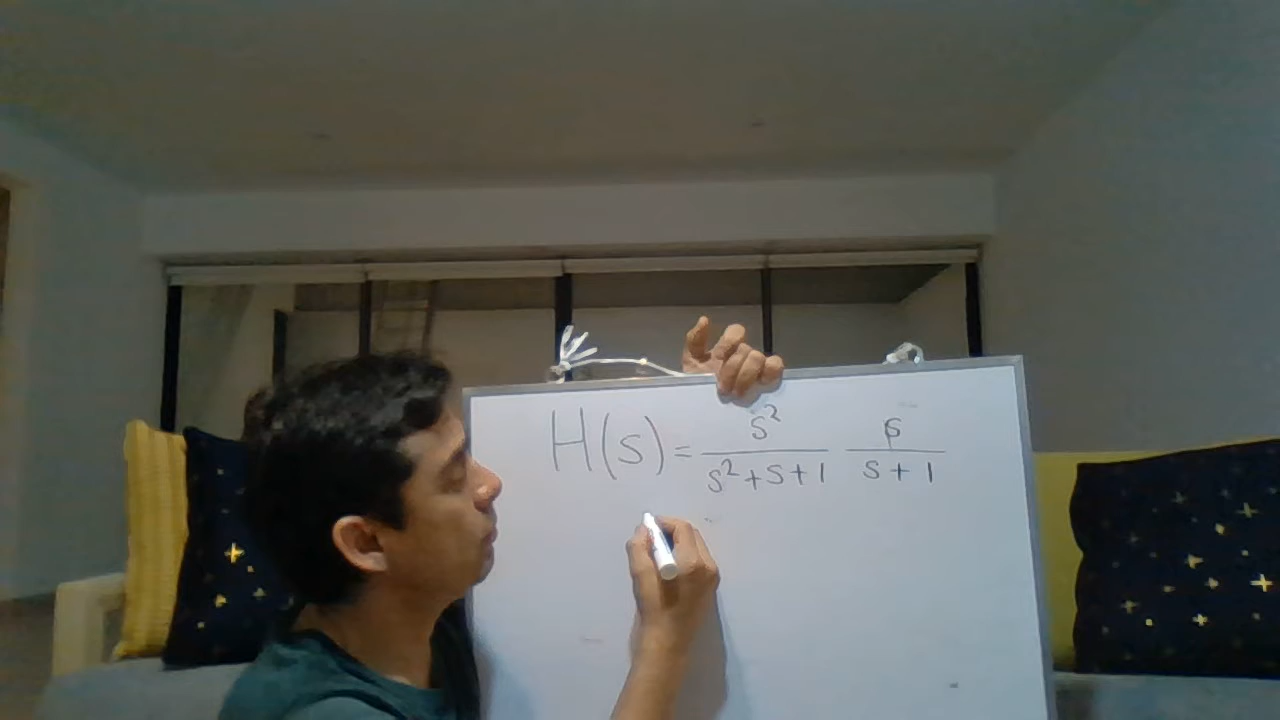 H(s) = s²/(s²+s+1) s/(s+1)